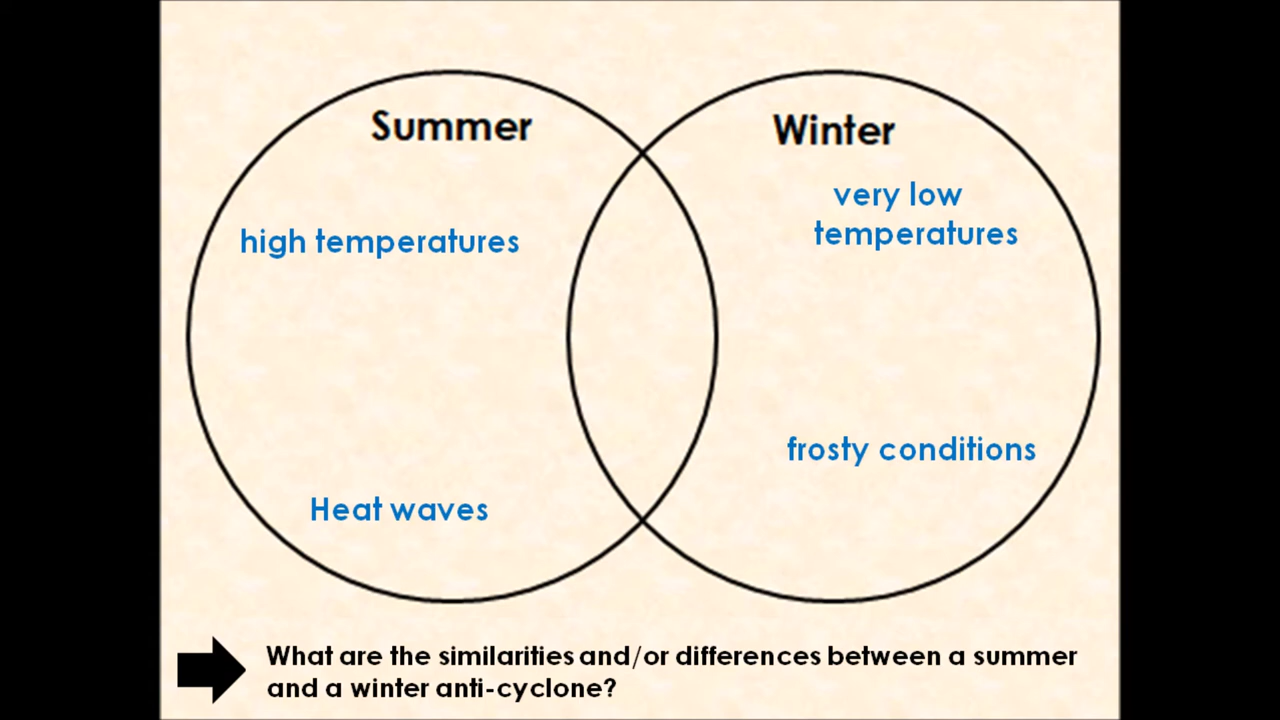 Summer
Winter
very low
temperatures
high temperatures
frosty conditions
Heat waves
What are the similarities and/or differences between a summer
and a winter anti-cyclone?